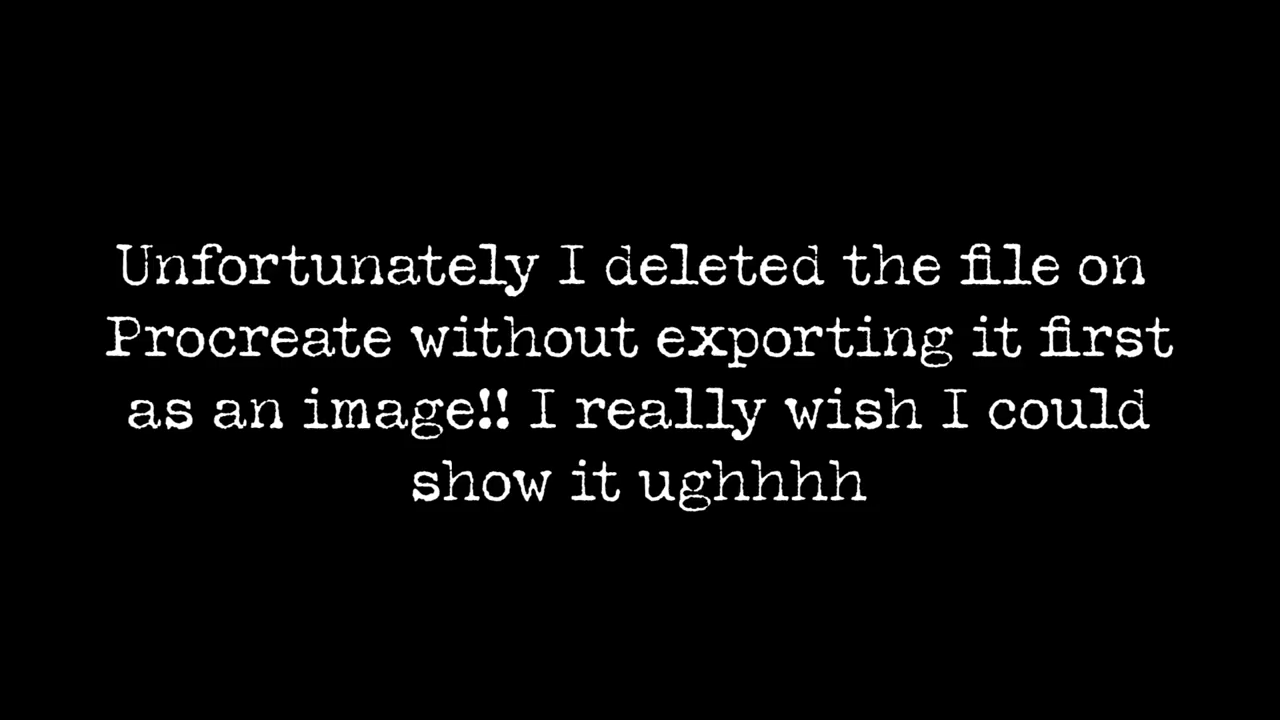 Unfortunately I deleted the file on
Procreate without exporting it first
as an image!! I really wish I could
show it ughhhh